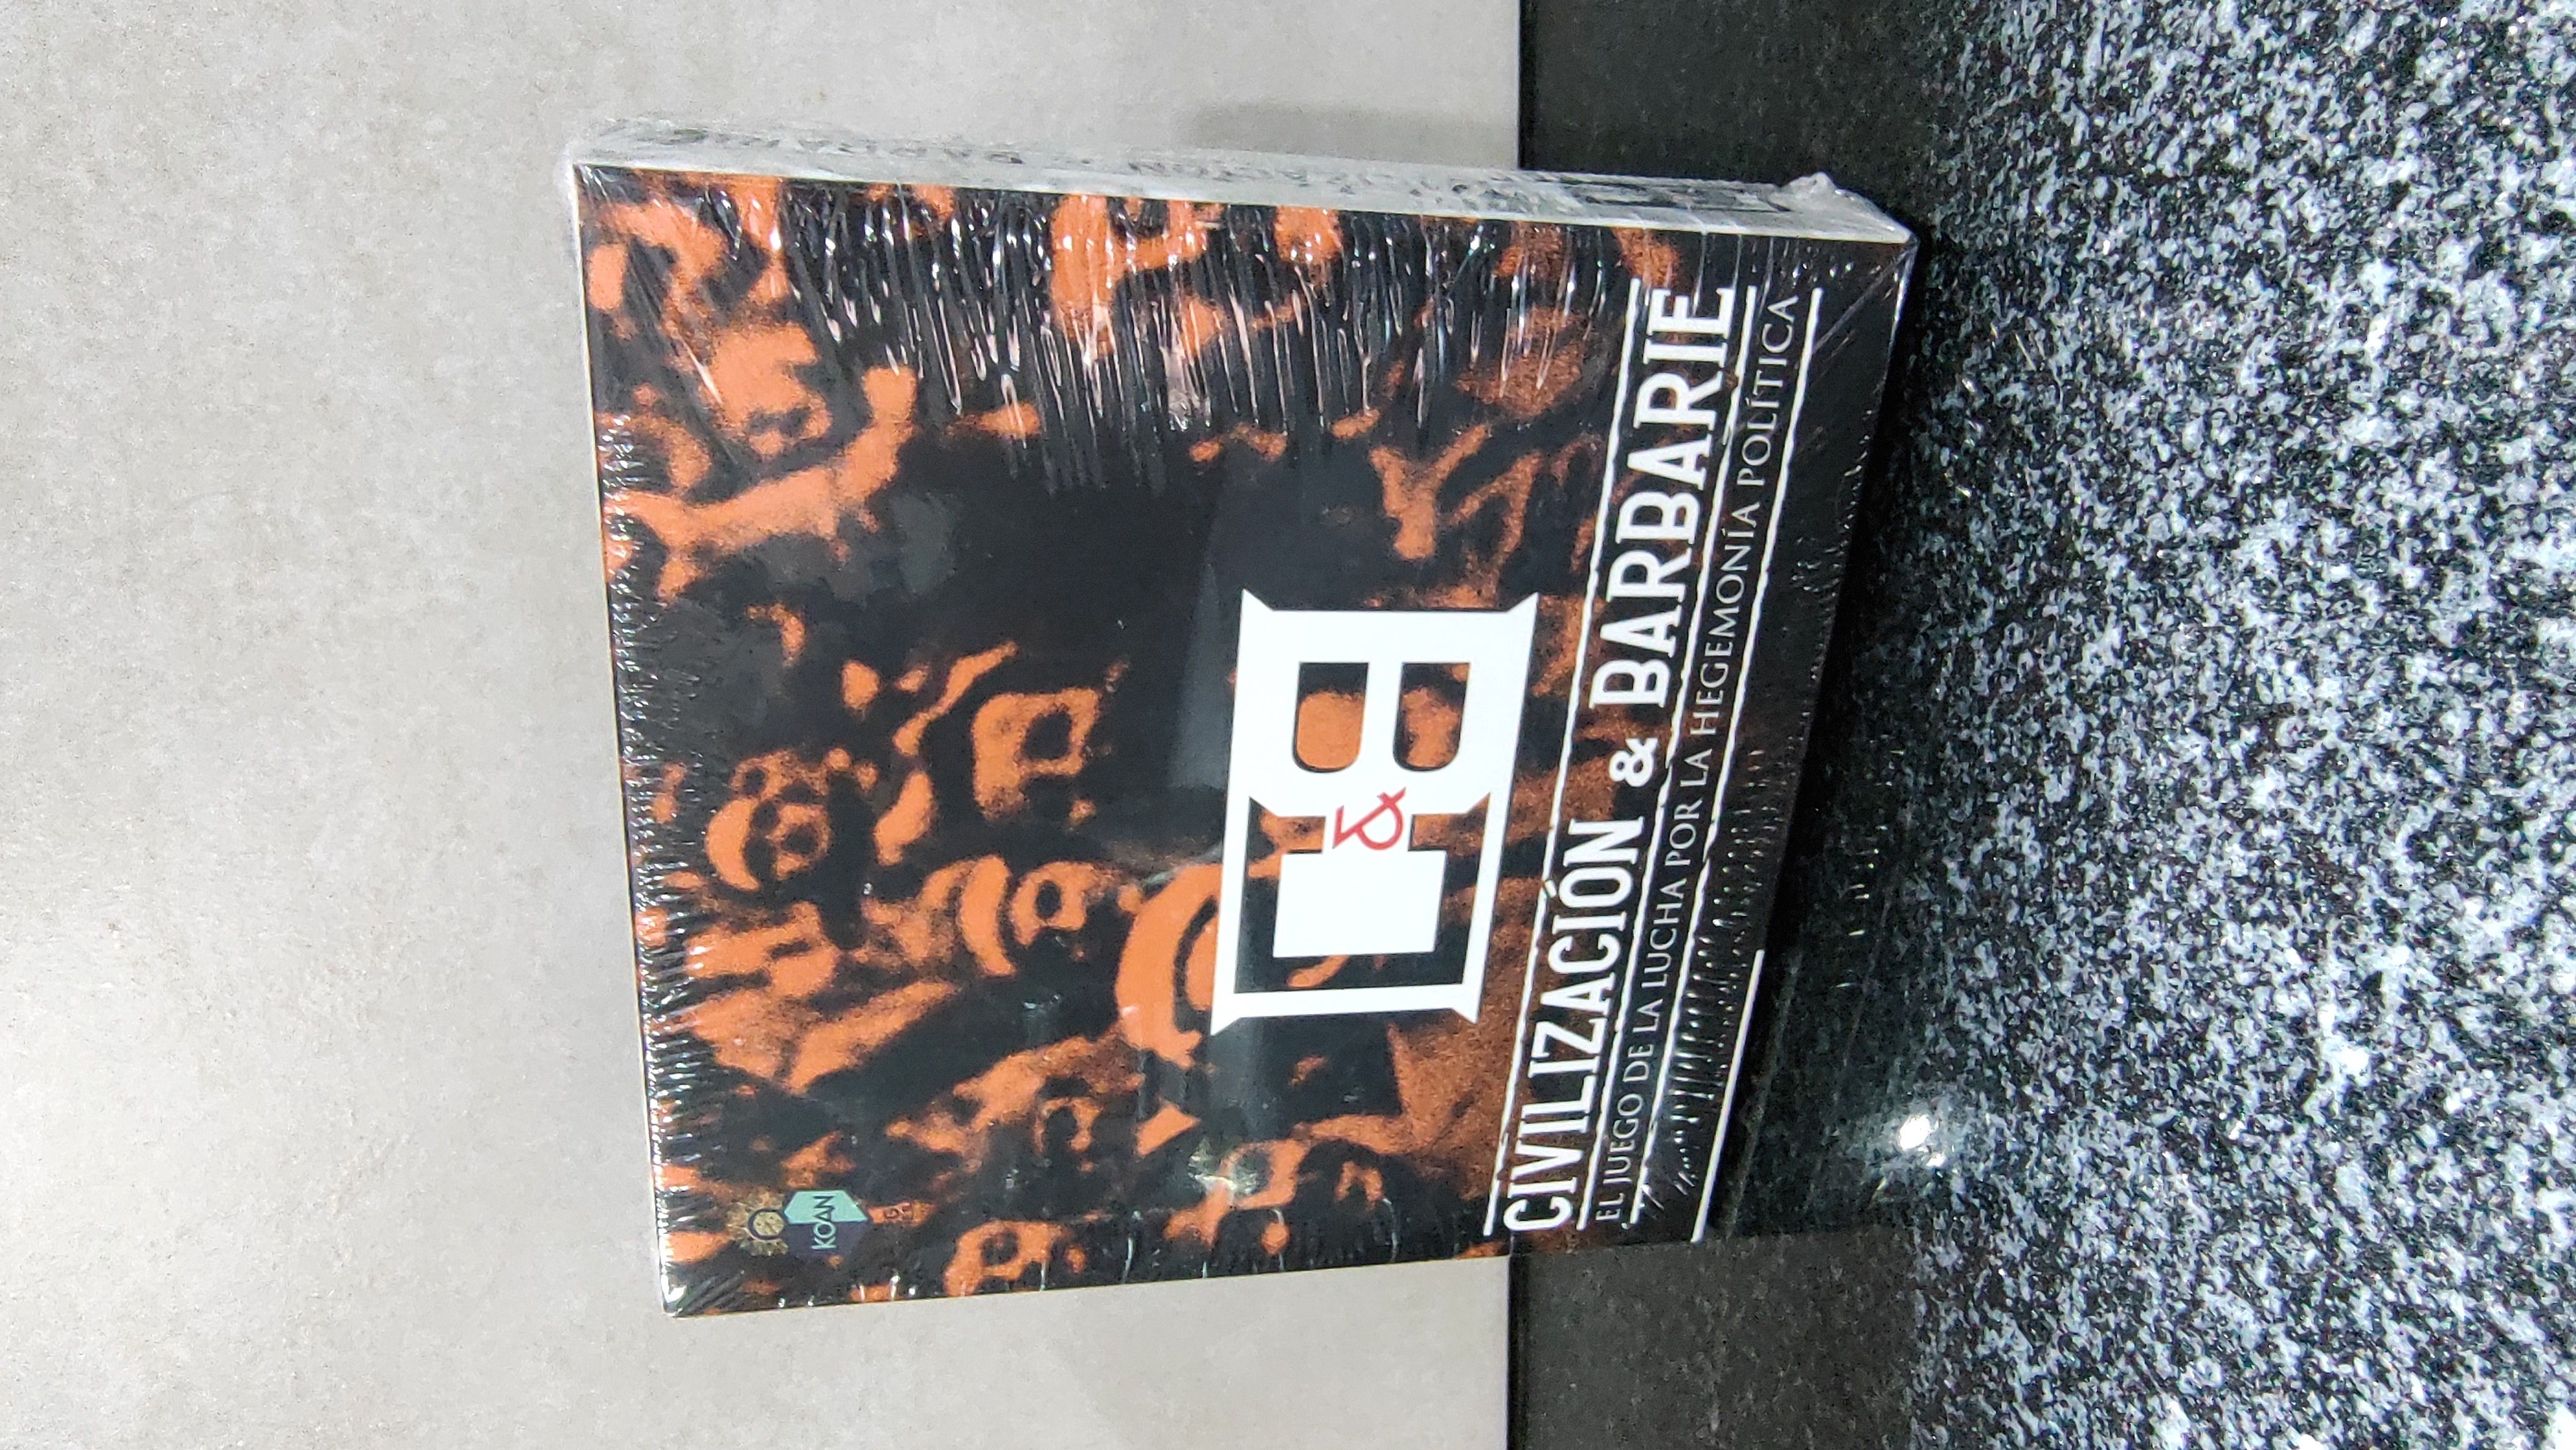 KOAN
C&B
CIVILIZACIÓN & BARBARIE
EL JUEGO DE LA LUCHA POR LA HEGEMONÍA POLÍTICA